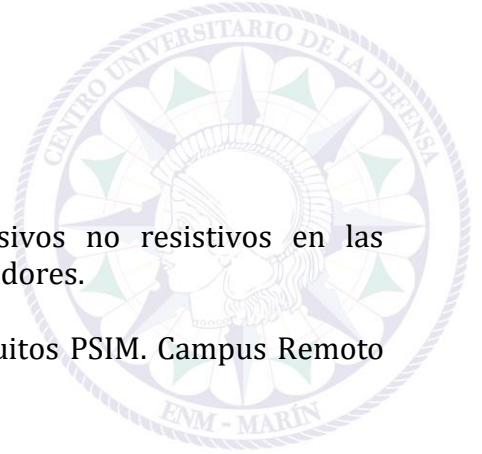 CENTRO UNIVERSITARIO DE LA DEFENSA
sivos no resistivos en las
dores.
uitos PSIM. Campus Remoto
ENM - MARÍN